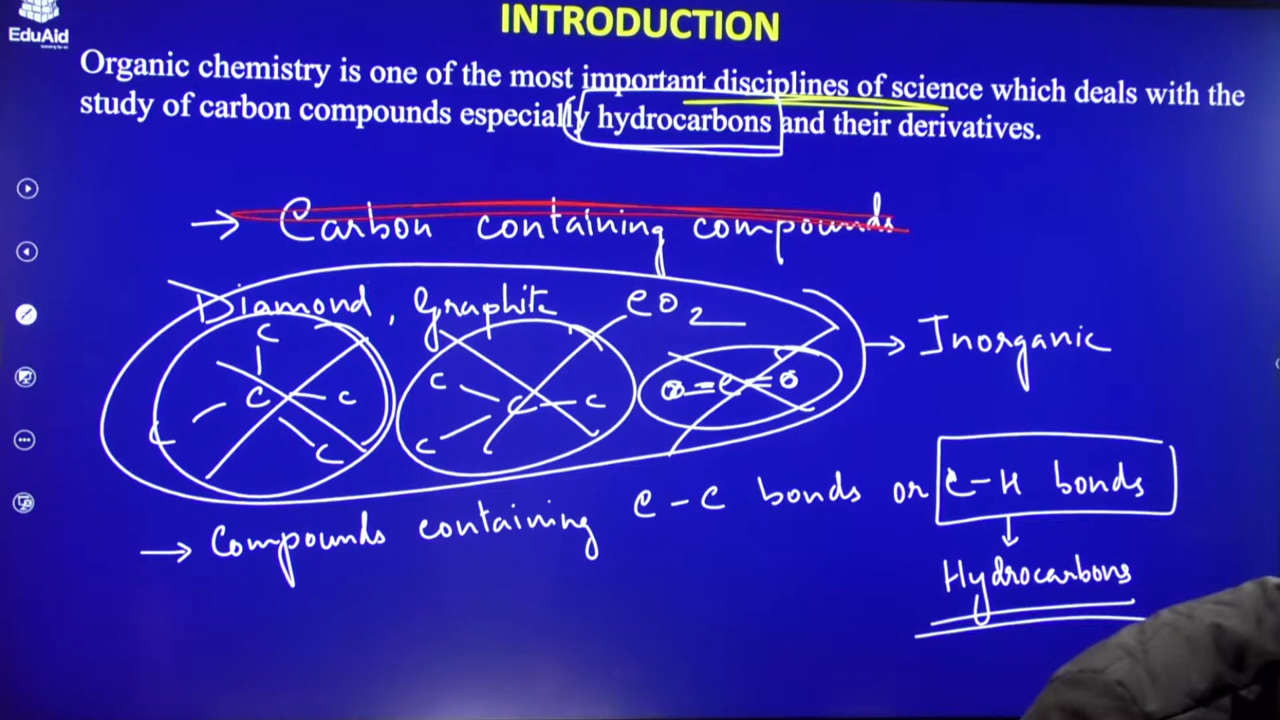 EduAid
INTRODUCTION
Organic chemistry is one of the most important disciplines of science which deals with the
study of carbon compounds especially hydrocarbons and their derivatives.
→ Carbon containing compounds
Diamond, Graphite CO2
→ Inorganic
C
C – C – C
C C
C C – C
C
O=C=O
→ Compounds containing C-C bonds or C-H bonds
Hydrocarbons